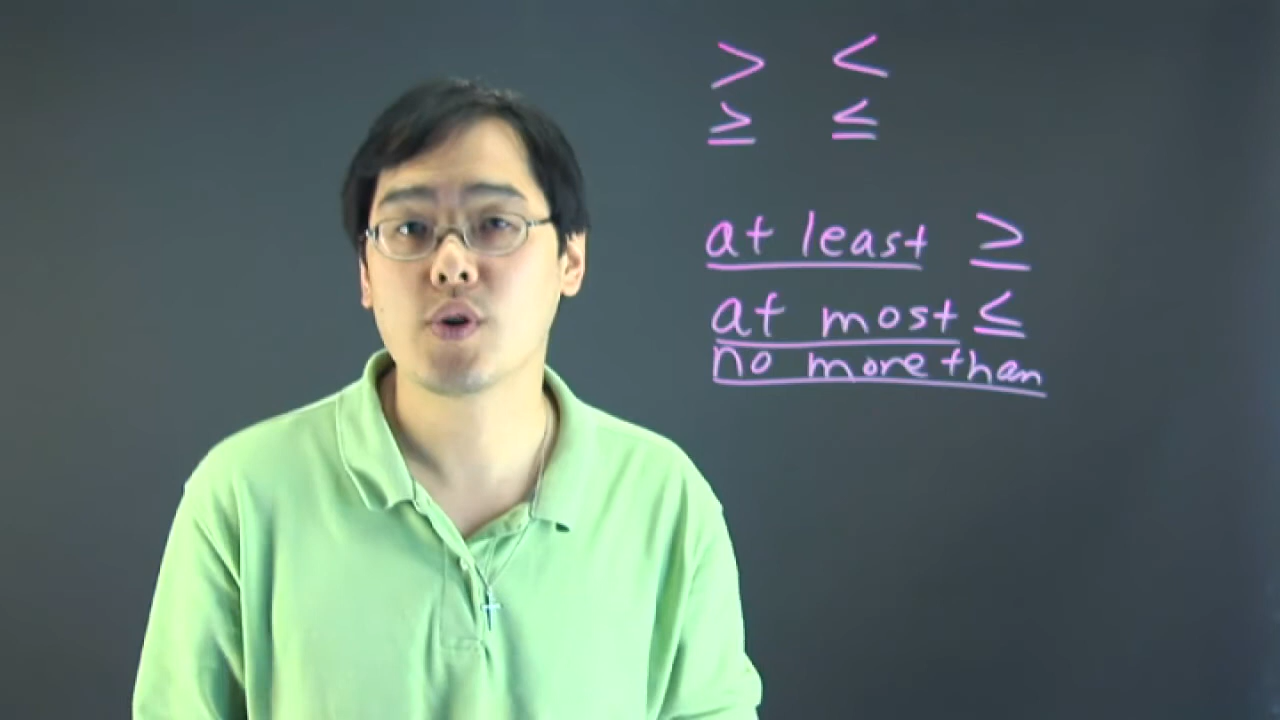 > <
≥ ≤
at least ≥
at most ≤
no more than